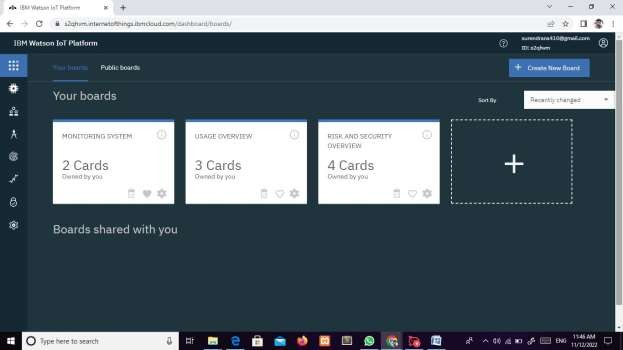 IBM Watson IoT Platform
s2qhvm.internetofthings.ibmcloud.com/dashboard/boards/
IBM Watson IoT Platform
surendrara410@gmail.com
ID: s2qhvm
Your boards
Public boards
Create New Board
Your boards
Sort By
Recently changed
MONITORING SYSTEM
2 Cards
Owned by you
USAGE OVERVIEW
3 Cards
Owned by you
RISK AND SECURITY
OVERVIEW
4 Cards
Owned by you
Boards shared with you
Type here to search
ENG
11:46 AM
11/12/2022